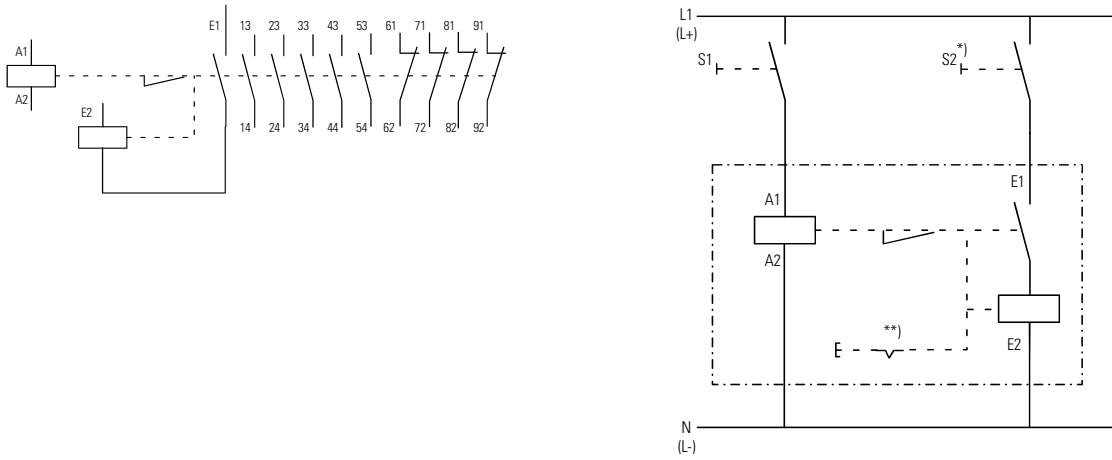 E1 13 23 33 43 53 61 71 81 91
A1
A2
E2
14 24 34 44 54 62 72 82 92
L1
(L+)
S1
S2*)
E1
A1
A2
**)
E2
N
(L-)